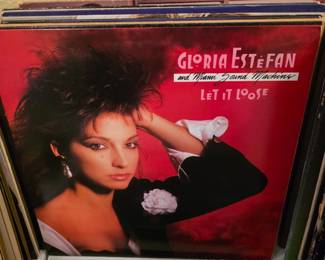 GLORIA ESTEFAN
and Miami Sound Machine
LET IT LOOSE